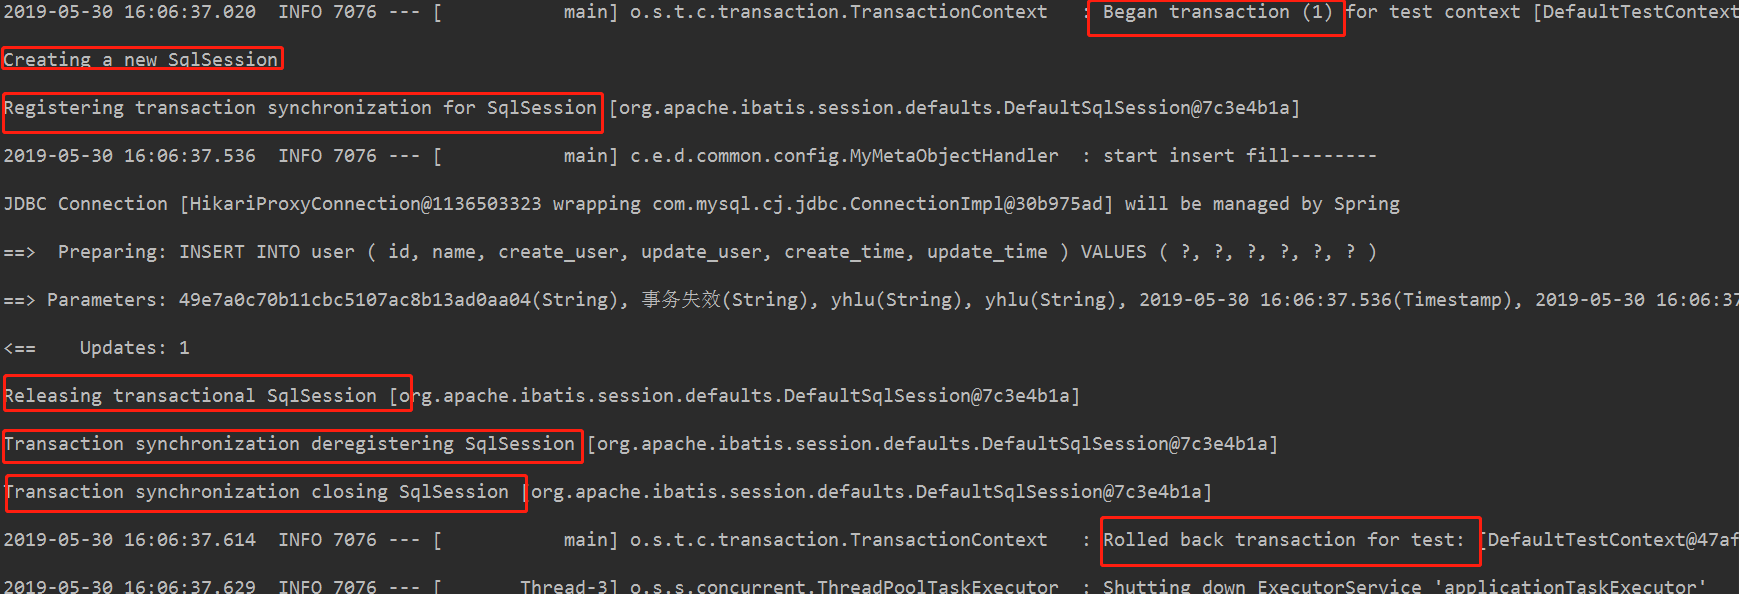 2019-05-30 16:06:37.020  INFO 7076 --- [           main] o.s.t.c.transaction.TransactionContext   : Began transaction (1) for test context [DefaultTestContext
Creating a new SqlSession
Registering transaction synchronization for SqlSession [org.apache.ibatis.session.defaults.DefaultSqlSession@7c3e4b1a]
2019-05-30 16:06:37.536  INFO 7076 --- [           main] c.e.d.common.config.MyMetaObjectHandler  : start insert fill--------
JDBC Connection [HikariProxyConnection@1136503323 wrapping com.mysql.cj.jdbc.ConnectionImpl@30b975ad] will be managed by Spring
==>  Preparing: INSERT INTO user ( id, name, create_user, update_user, create_time, update_time ) VALUES ( ?, ?, ?, ?, ?, ? )
==> Parameters: 49e7a0c70b11cbc5107ac8b13ad0aa04(String), 事务失效(String), yhlu(String), yhlu(String), 2019-05-30 16:06:37.536(Timestamp), 2019-05-30 16:06:37
<==    Updates: 1
Releasing transactional SqlSession [org.apache.ibatis.session.defaults.DefaultSqlSession@7c3e4b1a]
Transaction synchronization deregistering SqlSession [org.apache.ibatis.session.defaults.DefaultSqlSession@7c3e4b1a]
Transaction synchronization closing SqlSession [org.apache.ibatis.session.defaults.DefaultSqlSession@7c3e4b1a]
2019-05-30 16:06:37.614  INFO 7076 --- [           main] o.s.t.c.transaction.TransactionContext   : Rolled back transaction for test: [DefaultTestContext@47af
2019-05-30 16:06:37.629  INFO 7076 --- [       Thread-3] o.s.s.concurrent.ThreadPoolTaskExecutor  : Shutting down ExecutorService 'applicationTaskExecutor'